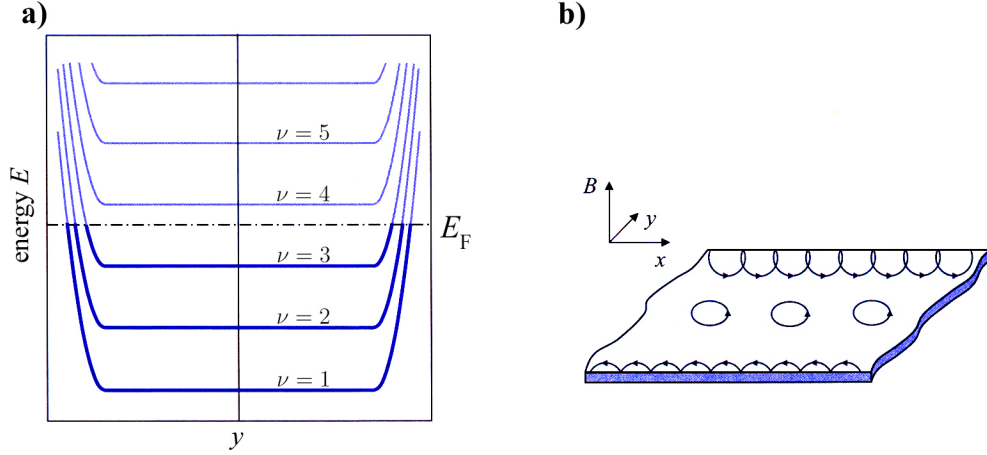 a)
energy E
ν = 5
ν = 4
E_F
ν = 3
ν = 2
ν = 1
y
b)
B
y
x